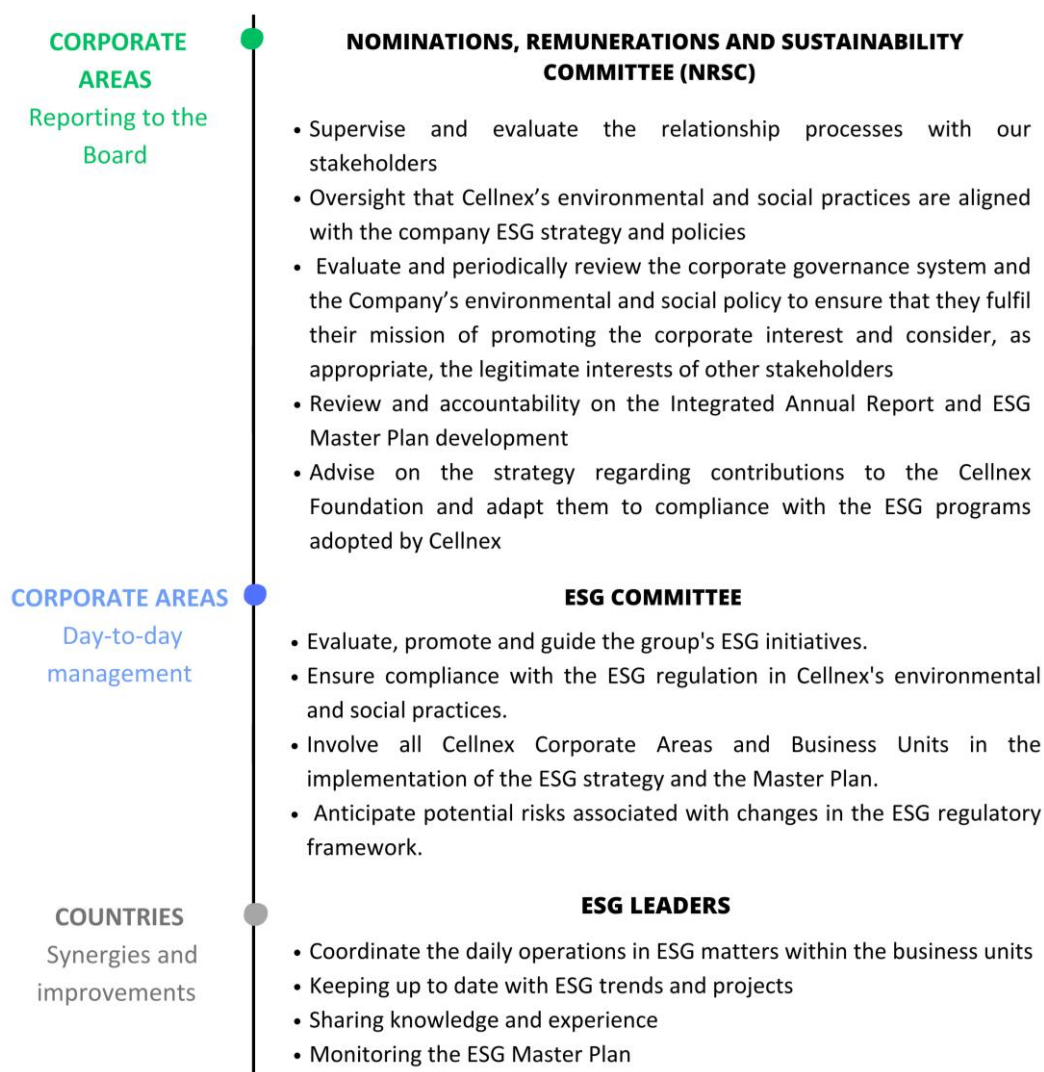 CORPORATE
AREAS
Reporting to the
Board
NOMINATIONS, REMUNERATIONS AND SUSTAINABILITY
COMMITTEE (NRSC)
• Supervise and evaluate the relationship processes with our
stakeholders
• Oversight that Cellnex’s environmental and social practices are aligned
with the company ESG strategy and policies
• Evaluate and periodically review the corporate governance system and
the Company’s environmental and social policy to ensure that they fulfil
their mission of promoting the corporate interest and consider, as
appropriate, the legitimate interests of other stakeholders
• Review and accountability on the Integrated Annual Report and ESG
Master Plan development
• Advise on the strategy regarding contributions to the Cellnex
Foundation and adapt them to compliance with the ESG programs
adopted by Cellnex
CORPORATE AREAS
Day-to-day
management
ESG COMMITTEE
• Evaluate, promote and guide the group's ESG initiatives.
• Ensure compliance with the ESG regulation in Cellnex's environmental
and social practices.
• Involve all Cellnex Corporate Areas and Business Units in the
implementation of the ESG strategy and the Master Plan.
• Anticipate potential risks associated with changes in the ESG regulatory
framework.
COUNTRIES
Synergies and
improvements
ESG LEADERS
• Coordinate the daily operations in ESG matters within the business units
• Keeping up to date with ESG trends and projects
• Sharing knowledge and experience
• Monitoring the ESG Master Plan